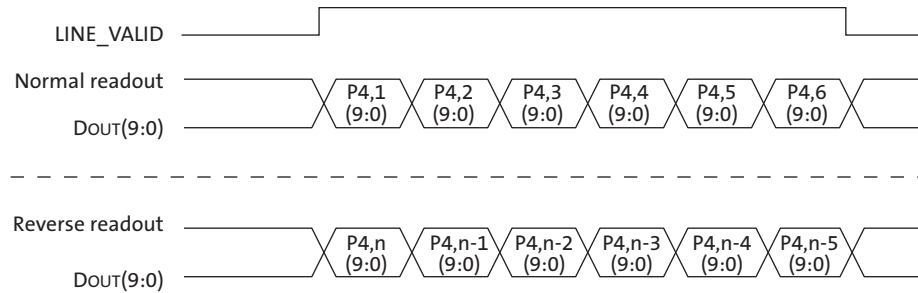 LINE_VALID
Normal readout
P4,1 P4,2 P4,3 P4,4 P4,5 P4,6
(9:0) (9:0) (9:0) (9:0) (9:0) (9:0)
DOUT(9:0)
Reverse readout
P4,n P4,n-1 P4,n-2 P4,n-3 P4,n-4 P4,n-5
(9:0) (9:0) (9:0) (9:0) (9:0) (9:0)
DOUT(9:0)